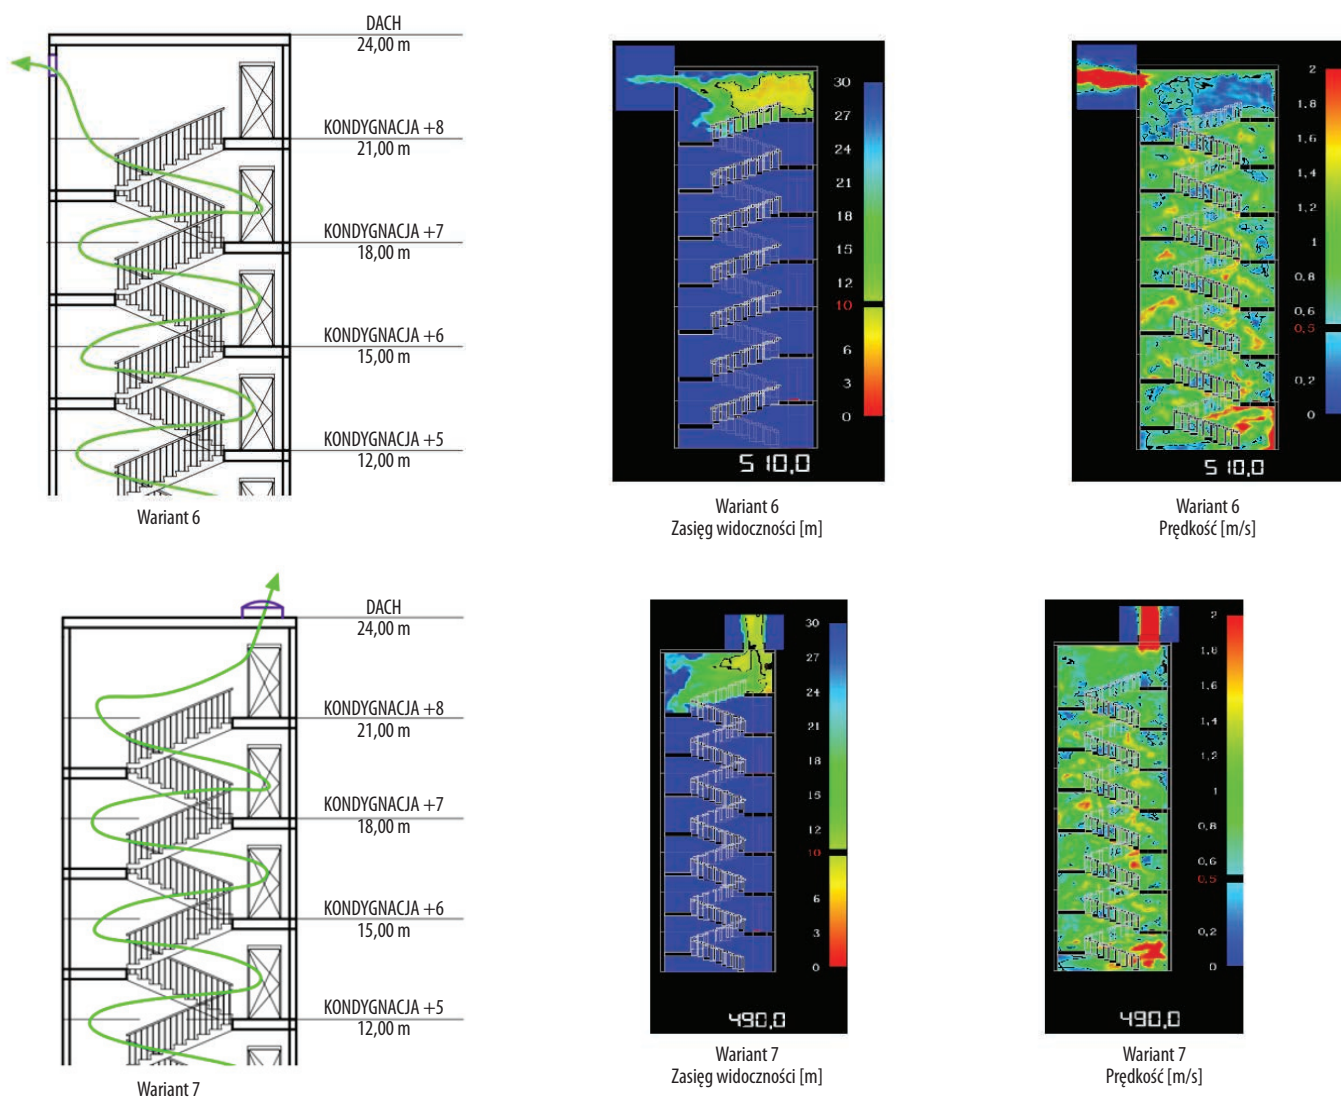 DACH
24,00 m
KONDYGNACJA +8
21,00 m
KONDYGNACJA +7
18,00 m
KONDYGNACJA +6
15,00 m
KONDYGNACJA +5
12,00 m
Wariant 6
30
27
24
21
18
15
12
10
6
3
0
510,0
Wariant 6
Zasięg widoczności [m]
2
1.8
1,6
1,4
1,2
1
0,8
0,6
0,5
0,2
0
510,0
Wariant 6
Prędkość [m/s]
DACH
24,00 m
KONDYGNACJA +8
21,00 m
KONDYGNACJA +7
18,00 m
KONDYGNACJA +6
15,00 m
KONDYGNACJA +5
12,00 m
Wariant 7
30
27
24
21
18
15
12
10
6
3
0
490,0
Wariant 7
Zasięg widoczności [m]
2
1,8
1,6
1,4
1,2
1
0,8
0,6
0,5
0,2
0
490,0
Wariant 7
Prędkość [m/s]